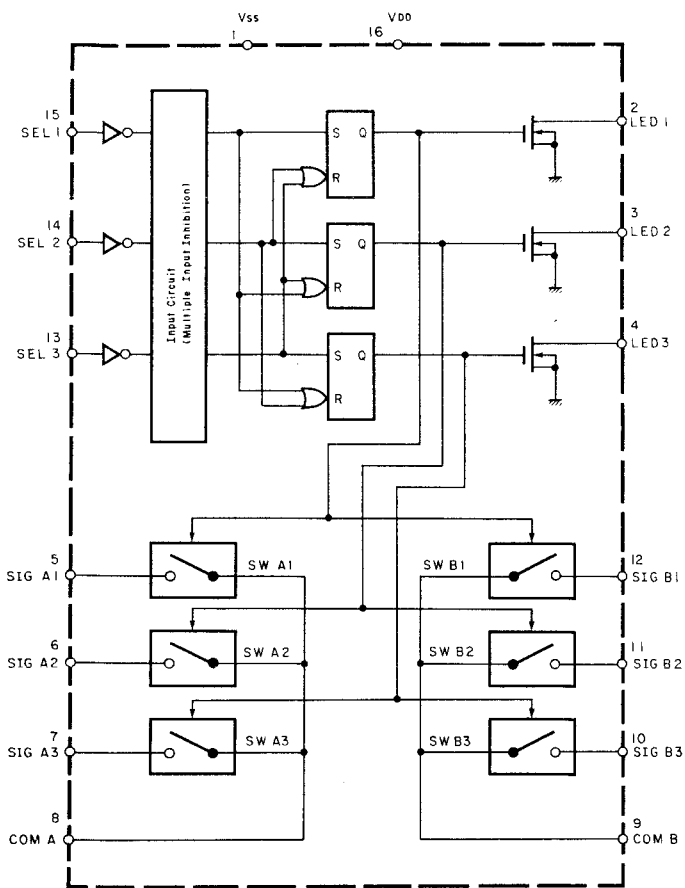 VSS VDD
1 16
15 2
SEL 1 S Q LED 1
R
14 3
SEL 2 S Q LED 2
R
13 4
SEL 3 S Q LED 3
R
Input Circuit
(Multiple Input Inhibition)
5 SW A1 SW B1 12
SIG A1 SIG B1
6 SW A2 SW B2 11
SIG A2 SIG B2
7 SW A3 SW B3 10
SIG A3 SIG B3
8 9
COM A COM B